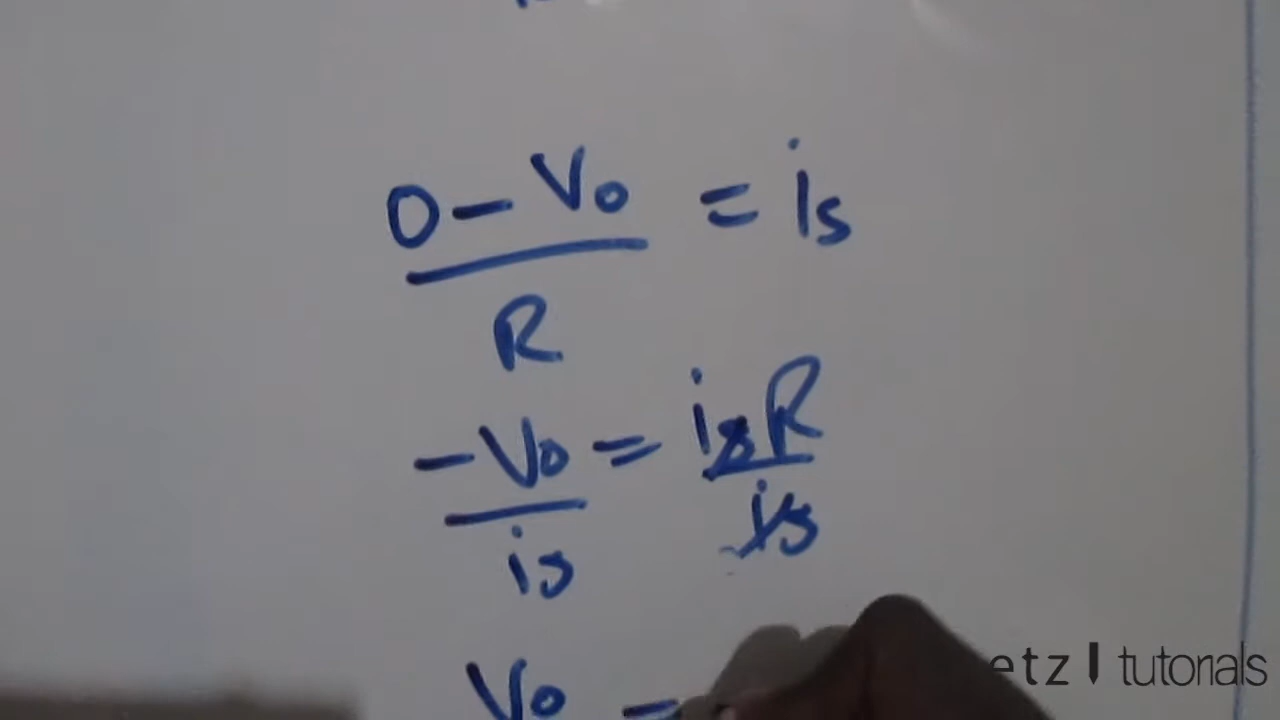 0 - Vo = is
R
-Vo = isR
is is
Vo =
etz tutorials